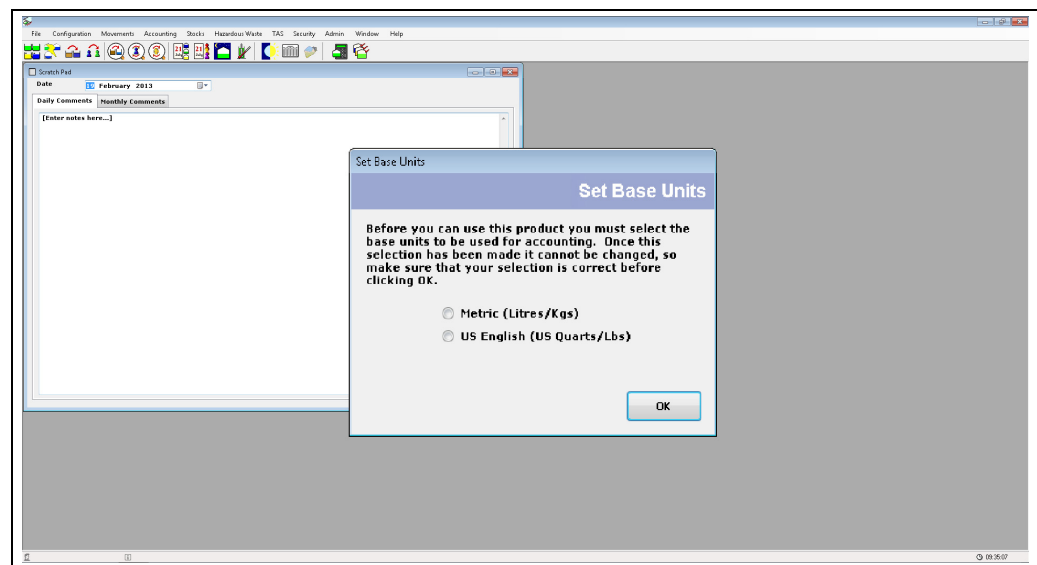 File Configuration Movements Accounting Stocks Hazardous Waste TAS Security Admin Window Help
Scratch Pad
Date 19 February 2013
Daily Comments Monthly Comments
[Enter notes here...]
Set Base Units
Set Base Units
Before you can use this product you must select the
base units to be used for accounting. Once this
selection has been made it cannot be changed, so
make sure that your selection is correct before
clicking OK.
Metric (Litres/Kgs)
US English (US Quarts/Lbs)
OK
09:35:07